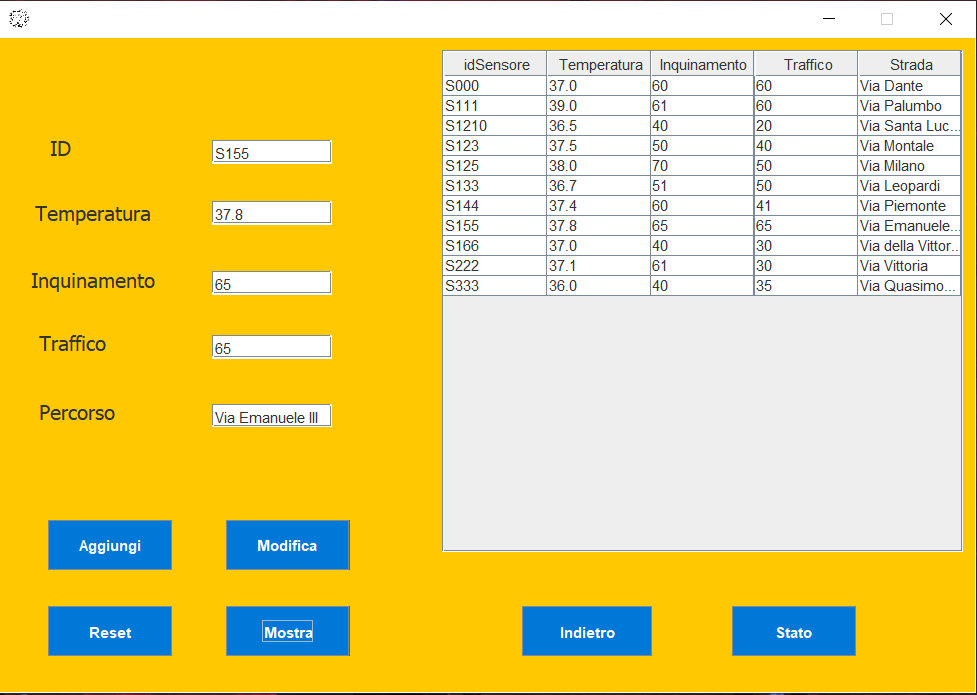 ID
S155
Temperatura
37.8
Inquinamento
65
Traffico
65
Percorso
Via Emanuele III
Aggiungi Modifica
Reset Mostra
idSensore Temperatura Inquinamento Traffico Strada
S000 37.0 60 60 Via Dante
S111 39.0 61 60 Via Palumbo
S1210 36.5 40 20 Via Santa Luc...
S123 37.5 50 40 Via Montale
S125 38.0 70 50 Via Milano
S133 36.7 51 50 Via Leopardi
S144 37.4 60 41 Via Piemonte
S155 37.8 65 65 Via Emanuele...
S166 37.0 40 30 Via della Vittor...
S222 37.1 61 30 Via Vittoria
S333 36.0 40 35 Via Quasimo...
Indietro Stato